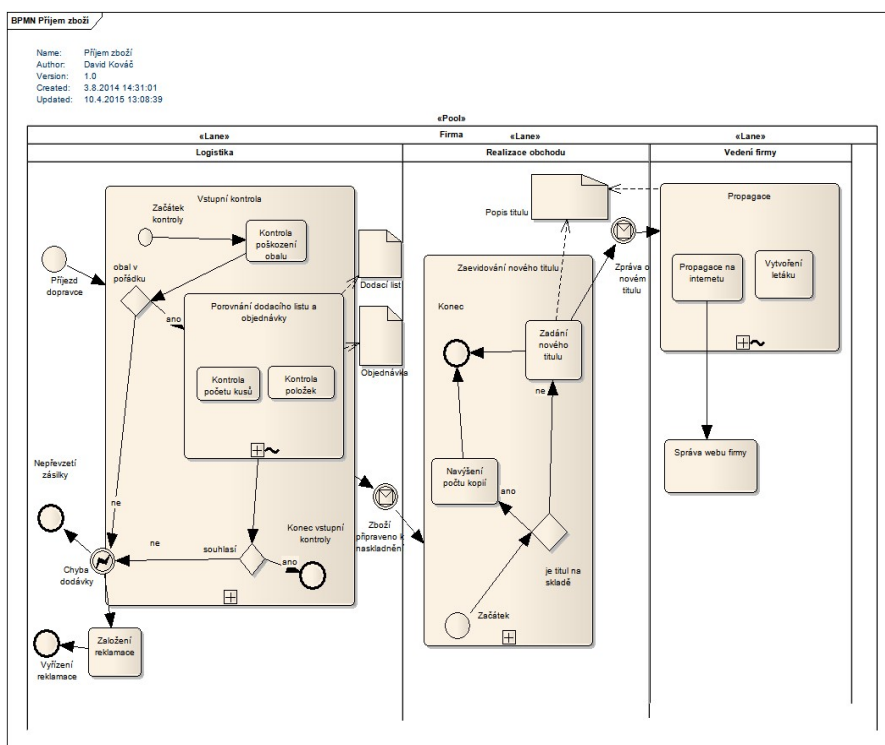 BPMN Příjem zboží
Name: Příjem zboží
Author: David Kováč
Version: 1.0
Created: 3.8.2014 14:31:01
Updated: 10.4.2015 13:08:39
«Pool»
Firma
«Lane»
Logistika
«Lane»
Realizace obchodu
«Lane»
Vedení firmy
Vstupní kontrola
Začátek
kontroly
Kontrola
poškození
obalu
Příjezd
dopravce
obal v
pořádku
ano
Porovnání dodacího listu a
objednávky
Kontrola
početu kusů
Kontrola
položek
Dodací list
Objednávka
ne
Nepřevzetí
zásilky
Chyba
dodávky
ne
souhlasí
ano
Konec vstupní
kontroly
Založení
reklamace
Vyřízení
reklamace
Zboží
připraveno k
naskladnění
Popis titulu
Zaevidování nového titulu
Konec
Zadání
nového
titulu
ne
Navýšení
počtu kopií
ano
je titul na
skladě
Začátek
Zpráva o
novém
titulu
Propagace
Propagace na
internetu
Vytvoření
letáku
Správa webu firmy